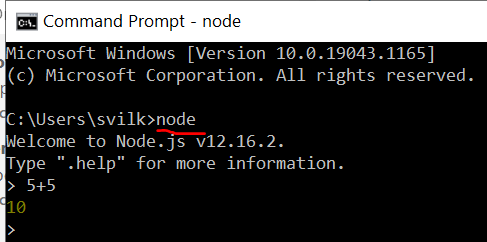 Command Prompt - node
Microsoft Windows [Version 10.0.19043.1165]
(c) Microsoft Corporation. All rights reserved.
C:\Users\svilk>node
Welcome to Node.js v12.16.2.
Type ".help" for more information.
> 5+5
10
>